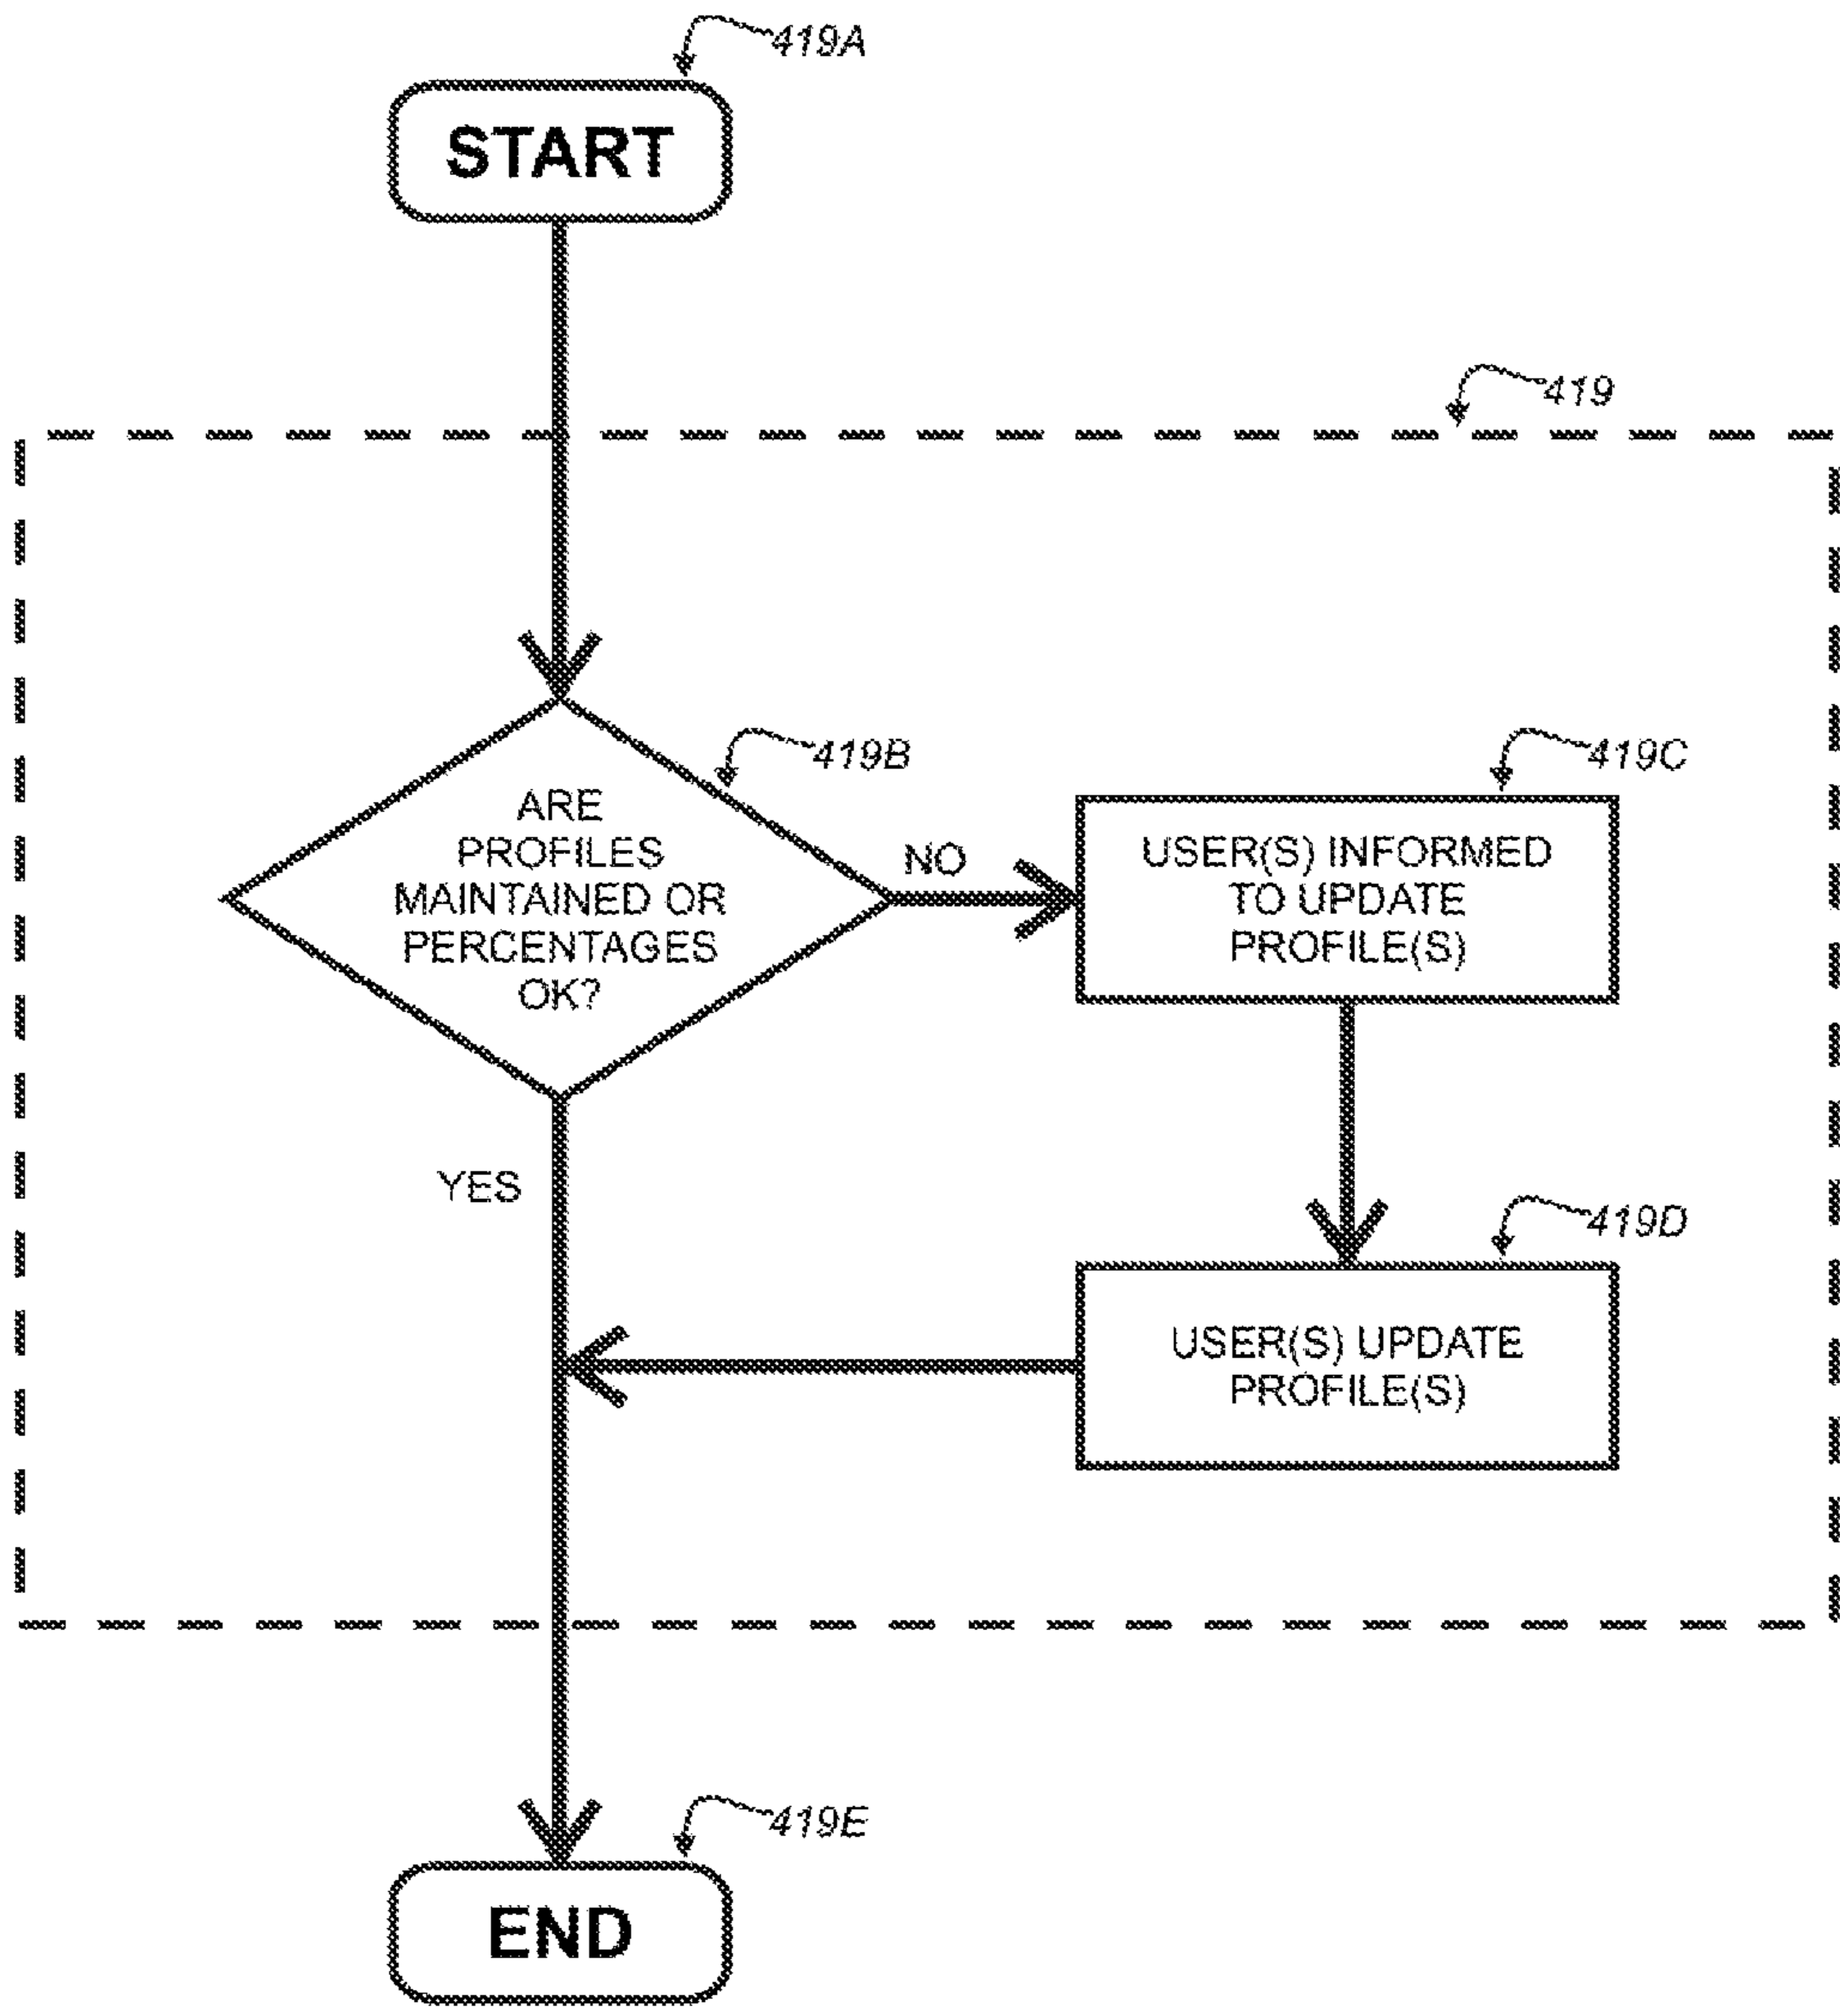 419A
START
419
419B
ARE
PROFILES
MAINTAINED OR
PERCENTAGES
OK?
NO
419C
USER(S) INFORMED
TO UPDATE
PROFILE(S)
YES
419D
USER(S) UPDATE
PROFILE(S)
419E
END